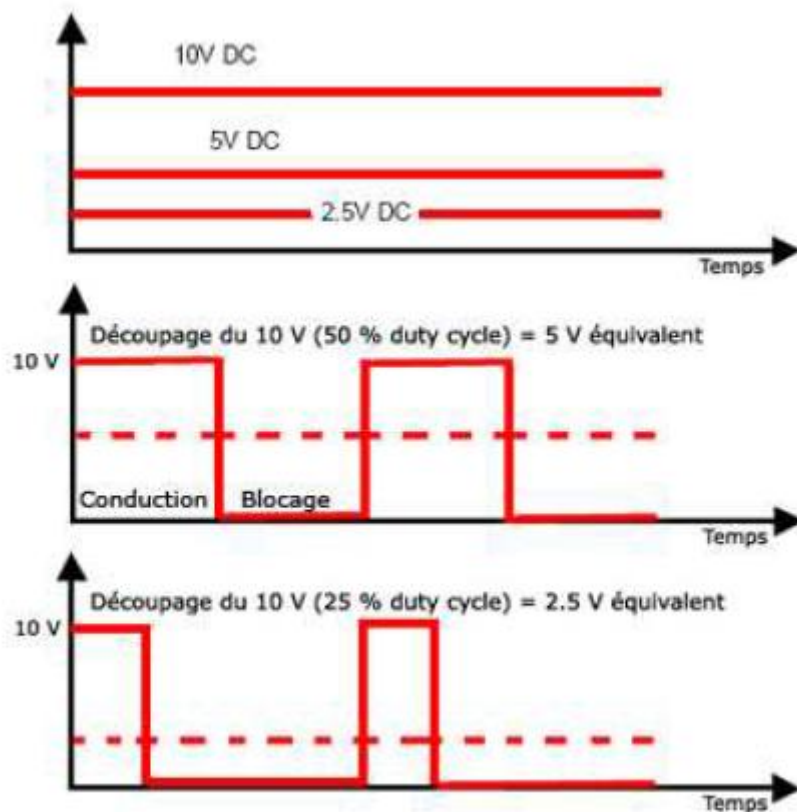 10V DC
5V DC
2.5V DC
Temps
Découpage du 10 V (50 % duty cycle) = 5 V équivalent
10 V
Conduction Blocage
Temps
Découpage du 10 V (25 % duty cycle) = 2.5 V équivalent
10 V
Temps